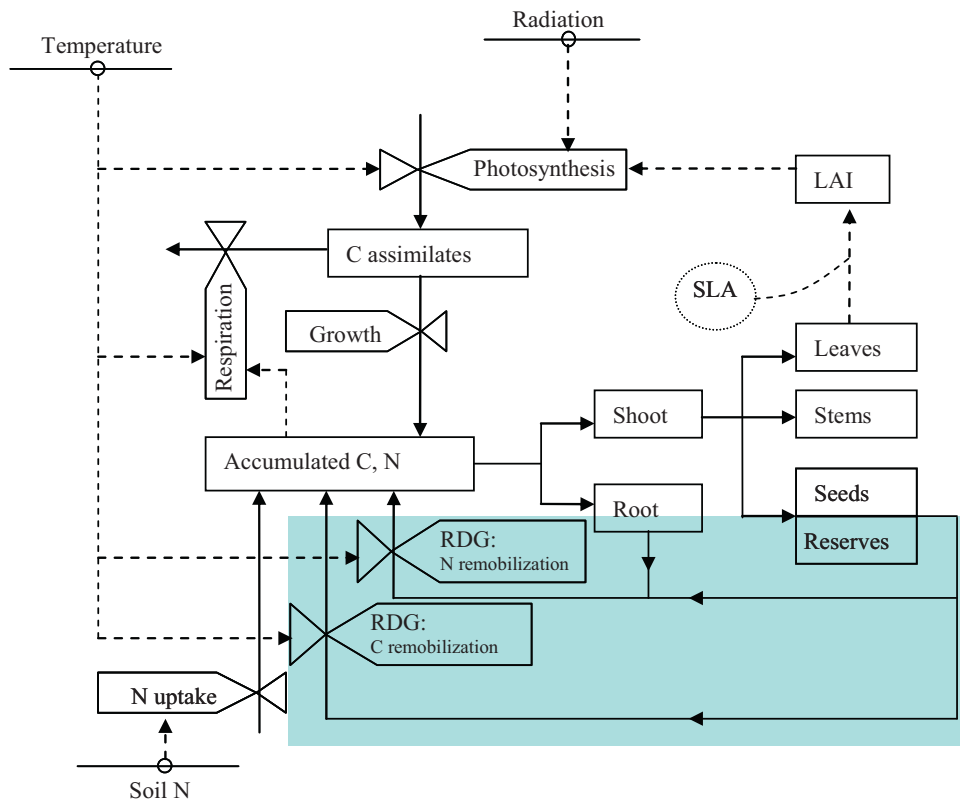 Radiation
Temperature
Photosynthesis
LAI
C assimilates
SLA
Growth
Respiration
Leaves
Shoot
Stems
Accumulated C, N
Seeds
Root
Reserves
RDG:
N remobilization
RDG:
C remobilization
N uptake
Soil N